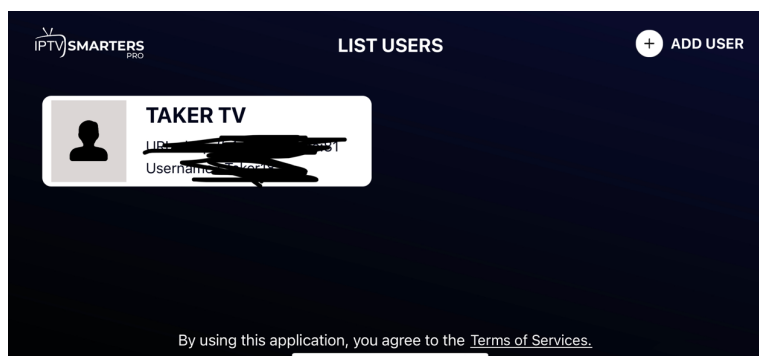 IPTV SMARTERS
PRO
LIST USERS
+ ADD USER
TAKER TV
By using this application, you agree to the Terms of Services.